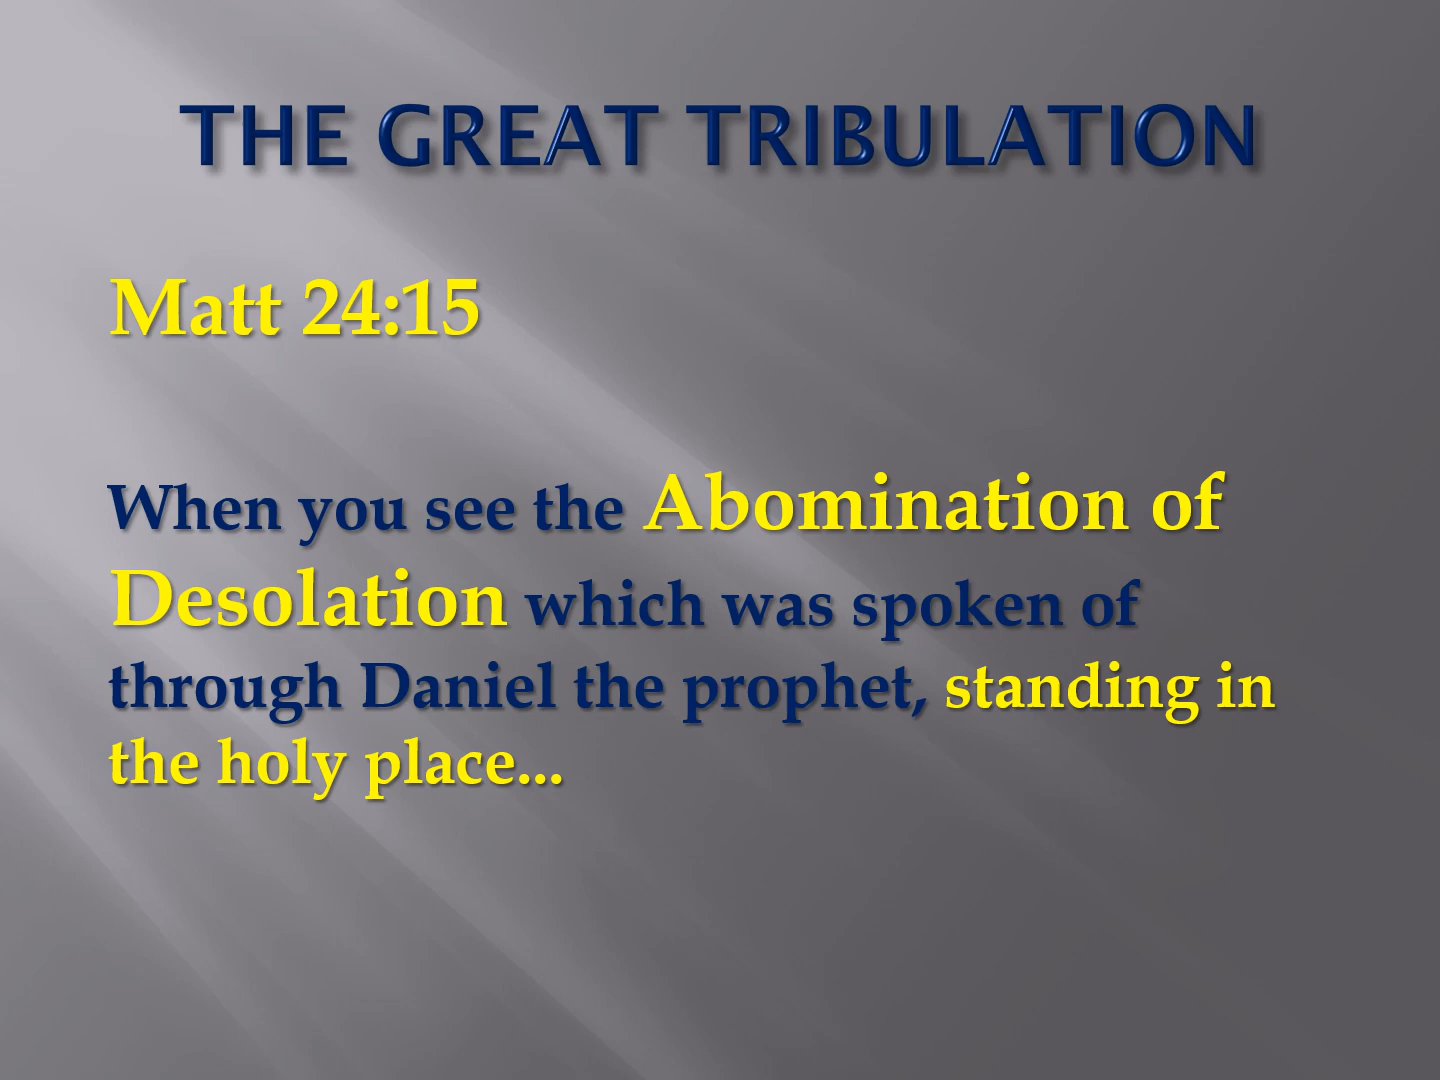 THE GREAT TRIBULATION
Matt 24:15
When you see the Abomination of
Desolation which was spoken of
through Daniel the prophet, standing in
the holy place...